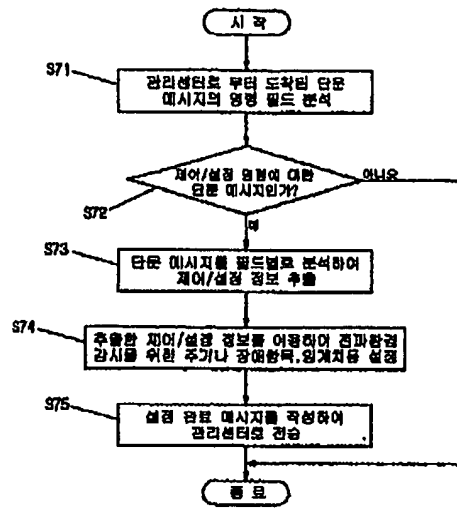 시 작
S71
관리센터로 부터 도착된 단문
메시지의 명령 필드 분석
제어/설정 명령에 대한
단문 메시지인가?
아니요
S72
예
S73
단문 메시지를 필드별로 분석하여
제어/설정 정보 추출
S74
추출한 제어/설정 정보를 이용하여 전파환경
감시를 위한 주기나 장애항목,임계치를 설정
S75
설정 완료 메시지를 작성하여
관리센터로 전송
종 료